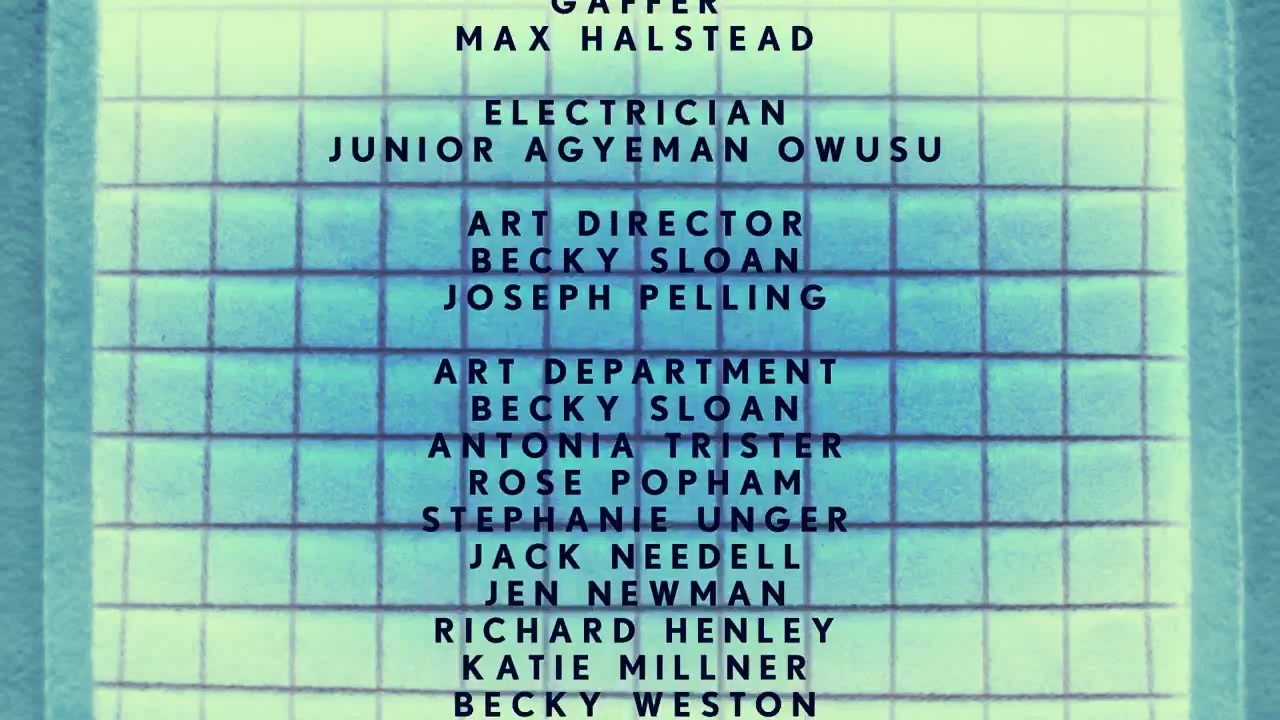 GAFFER
MAX HALSTEAD
ELECTRICIAN
JUNIOR AGYEMAN OWUSU
ART DIRECTOR
BECKY SLOAN
JOSEPH PELLING
ART DEPARTMENT
BECKY SLOAN
ANTONIA TRISTER
ROSE POPHAM
STEPHANIE UNGER
JACK NEEDELL
JEN NEWMAN
RICHARD HENLEY
KATIE MILLNER
BECKY WESTON